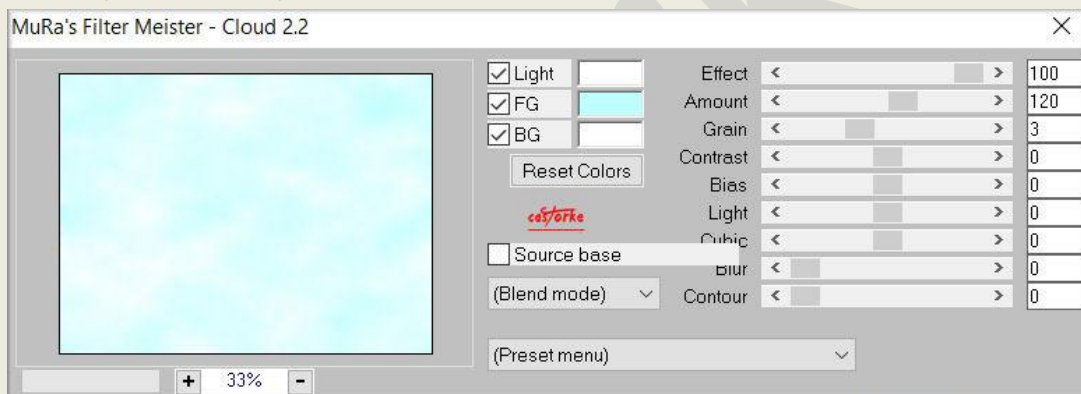 MuRa's Filter Meister - Cloud 2.2
Light
FG
BG
Reset Colors
castorke
Source base
(Blend mode)
(Preset menu)
Effect 100
Amount 120
Grain 3
Contrast 0
Bias 0
Light 0
Cubic 0
Blur 0
Contour 0
+ 33% -